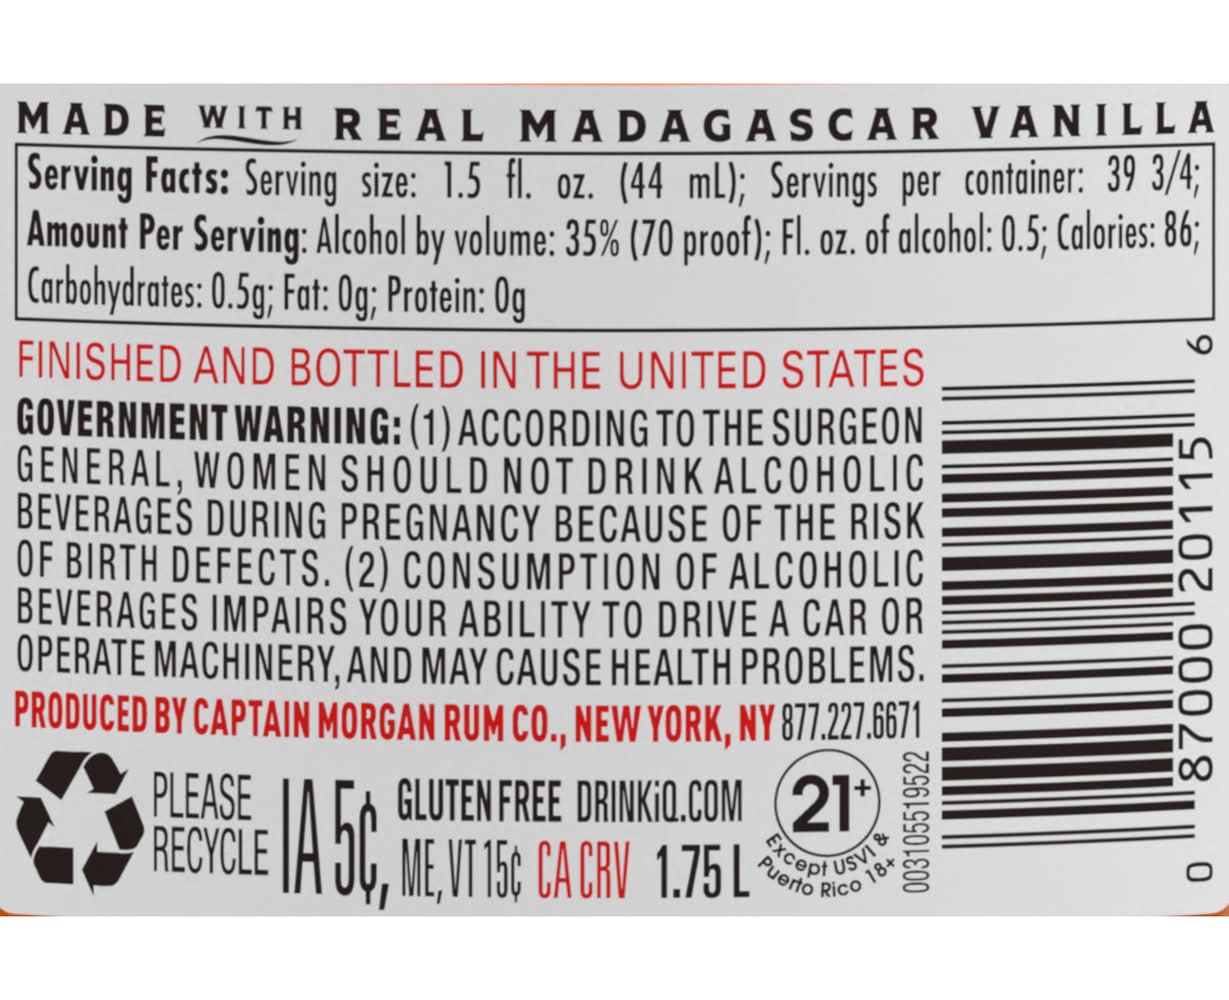 MADE WITH REAL MADAGASCAR VANILLA
Serving Facts: Serving size: 1.5 fl. oz. (44 mL); Servings per container: 39 3/4;
Amount Per Serving: Alcohol by volume: 35% (70 proof); Fl. oz. of alcohol: 0.5; Calories: 86;
Carbohydrates: 0.5g; Fat: 0g; Protein: 0g
FINISHED AND BOTTLED IN THE UNITED STATES
GOVERNMENT WARNING: (1) ACCORDING TO THE SURGEON
GENERAL, WOMEN SHOULD NOT DRINK ALCOHOLIC
BEVERAGES DURING PREGNANCY BECAUSE OF THE RISK
OF BIRTH DEFECTS. (2) CONSUMPTION OF ALCOHOLIC
BEVERAGES IMPAIRS YOUR ABILITY TO DRIVE A CAR OR
OPERATE MACHINERY, AND MAY CAUSE HEALTH PROBLEMS.
PRODUCED BY CAPTAIN MORGAN RUM CO., NEW YORK, NY 877.227.6671
PLEASE
RECYCLE
IA 5¢,
GLUTEN FREE DRINKiQ.COM
ME, VT 15¢ CA CRV 1.75 L
21+
Except USVI &
Puerto Rico 18+
00310551 9522
0 87000 20115 6